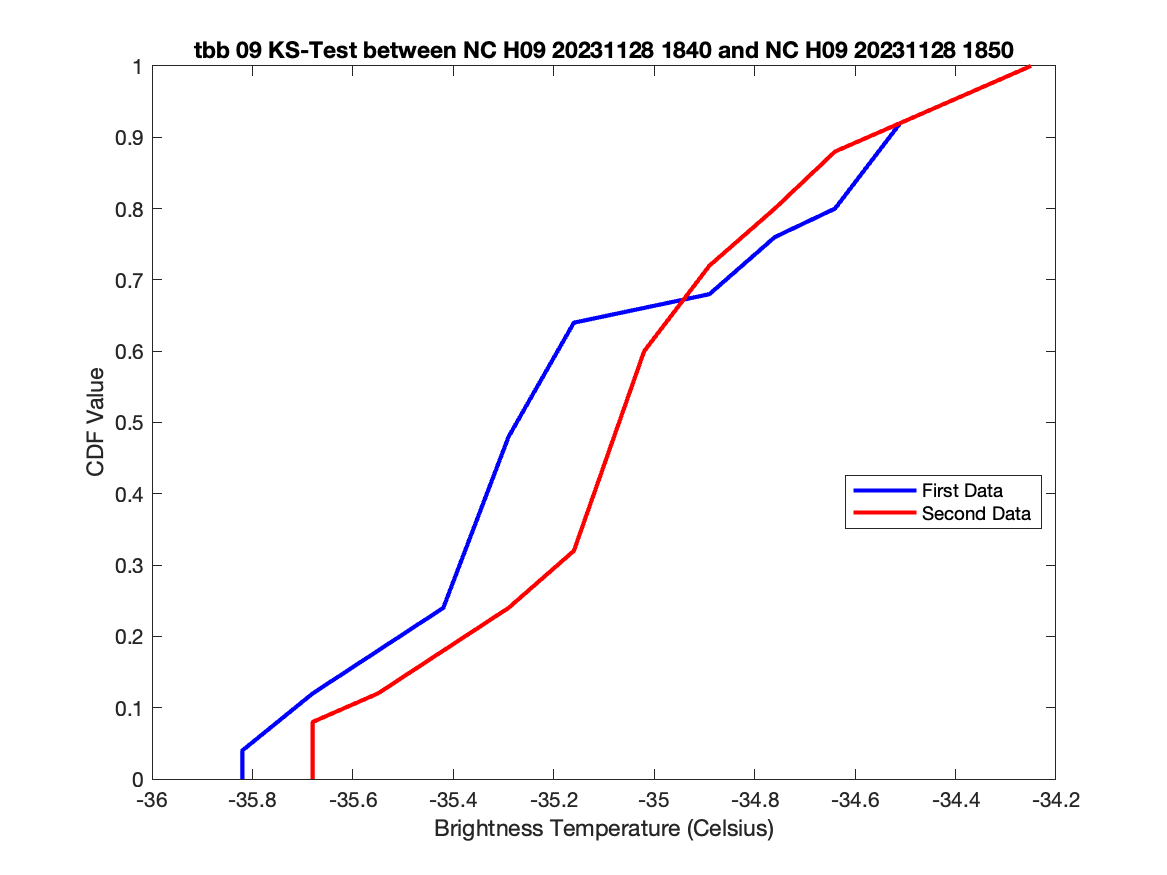 tbb 09 KS-Test between NC H09 20231128 1840 and NC H09 20231128 1850
1
0.9
0.8
0.7
0.6
0.5
0.4
0.3
0.2
0.1
0
CDF Value
First Data
Second Data
-36 -35.8 -35.6 -35.4 -35.2 -35 -34.8 -34.6 -34.4 -34.2
Brightness Temperature (Celsius)